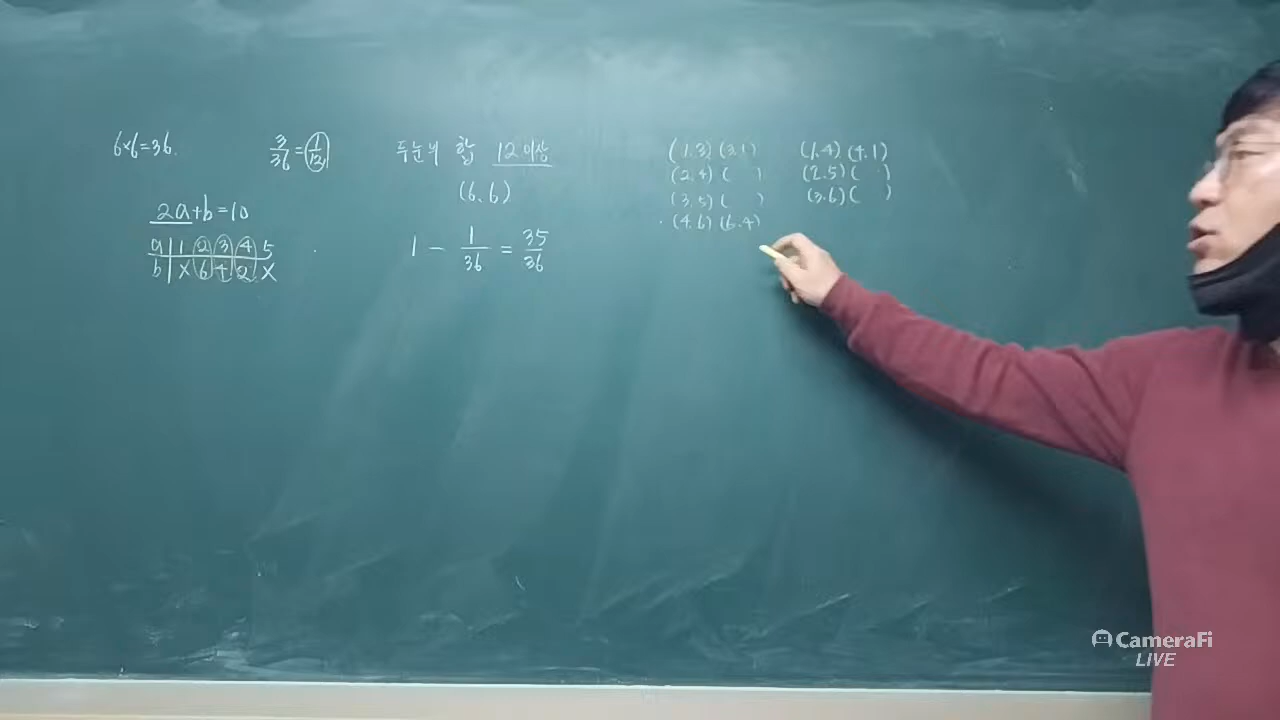 6×6=36.
3/36 = 1/12
2a+b=10
a | 1 2 3 4 5
b | X 6 4 2 X
두눈의 합 12이상
(6,6)
1 - 1/36 = 35/36
(1,3) (3,1)
(2,4) ( )
(3,5) ( )
(4,6) (6,4)
(1,4) (4,1)
(2,5) ( )
(3,6) ( )
CameraFi
LIVE